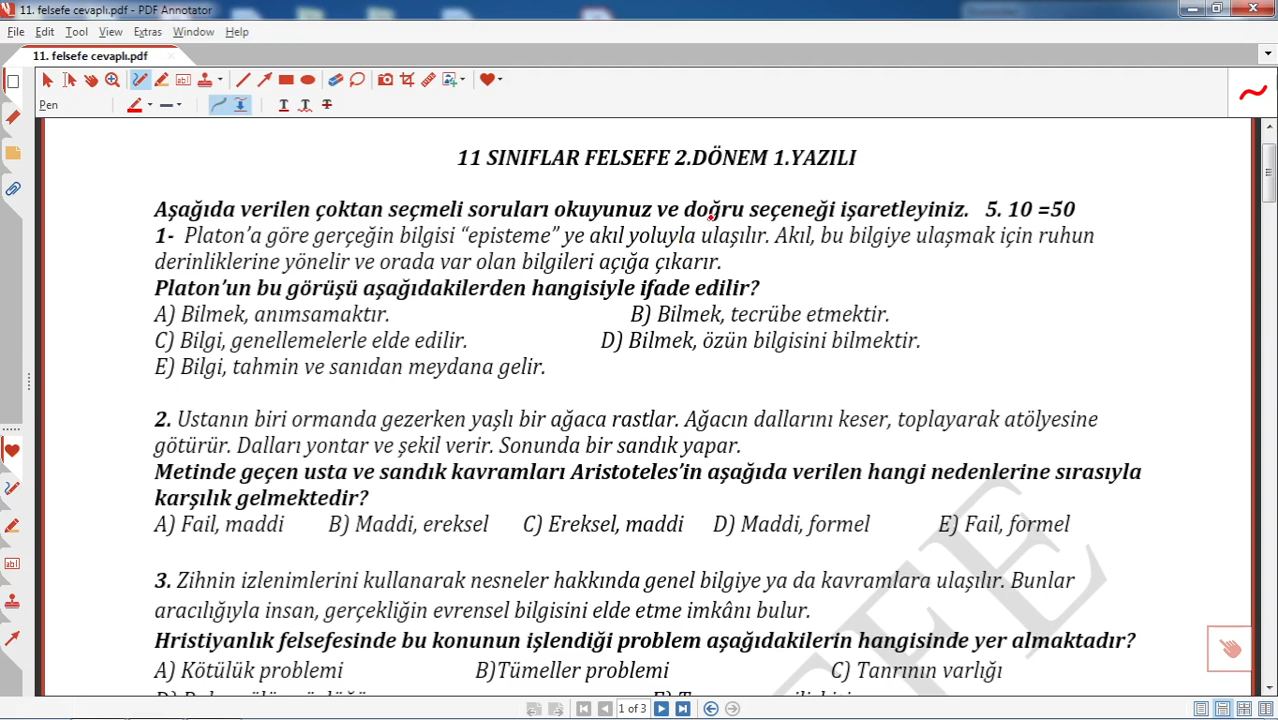 11. felsefe cevaplı.pdf - PDF Annotator
File Edit Tool View Extras Window Help
11. felsefe cevaplı.pdf
Pen
11 SINIFLAR FELSEFE 2.DÖNEM 1.YAZILI
Aşağıda verilen çoktan seçmeli soruları okuyunuz ve doğru seçeneği işaretleyiniz. 5. 10 =50
1- Platon’a göre gerçeğin bilgisi “episteme” ye akıl yoluyla ulaşılır. Akıl, bu bilgiye ulaşmak için ruhun
derinliklerine yönelir ve orada var olan bilgileri açığa çıkarır.
Platon’un bu görüşü aşağıdakilerden hangisiyle ifade edilir?
A) Bilmek, anımsamaktır. B) Bilmek, tecrübe etmektir.
C) Bilgi, genellemelerle elde edilir. D) Bilmek, özün bilgisini bilmektir.
E) Bilgi, tahmin ve sanıdan meydana gelir.
2. Ustanın biri ormanda gezerken yaşlı bir ağaca rastlar. Ağacın dallarını keser, toplayarak atölyesine
götürür. Dalları yontar ve şekil verir. Sonunda bir sandık yapar.
Metinde geçen usta ve sandık kavramları Aristoteles’in aşağıda verilen hangi nedenlerine sırasıyla
karşılık gelmektedir?
A) Fail, maddi B) Maddi, ereksel C) Ereksel, maddi D) Maddi, formel E) Fail, formel
3. Zihnin izlenimlerini kullanarak nesneler hakkında genel bilgiye ya da kavramlara ulaşılır. Bunlar
aracılığıyla insan, gerçekliğin evrensel bilgisini elde etme imkânı bulur.
Hristiyanlık felsefesinde bu konunun işlendiği problem aşağıdakilerin hangisinde yer almaktadır?
A) Kötülük problemi B)Tümeller problemi C) Tanrının varlığı
1 of 3